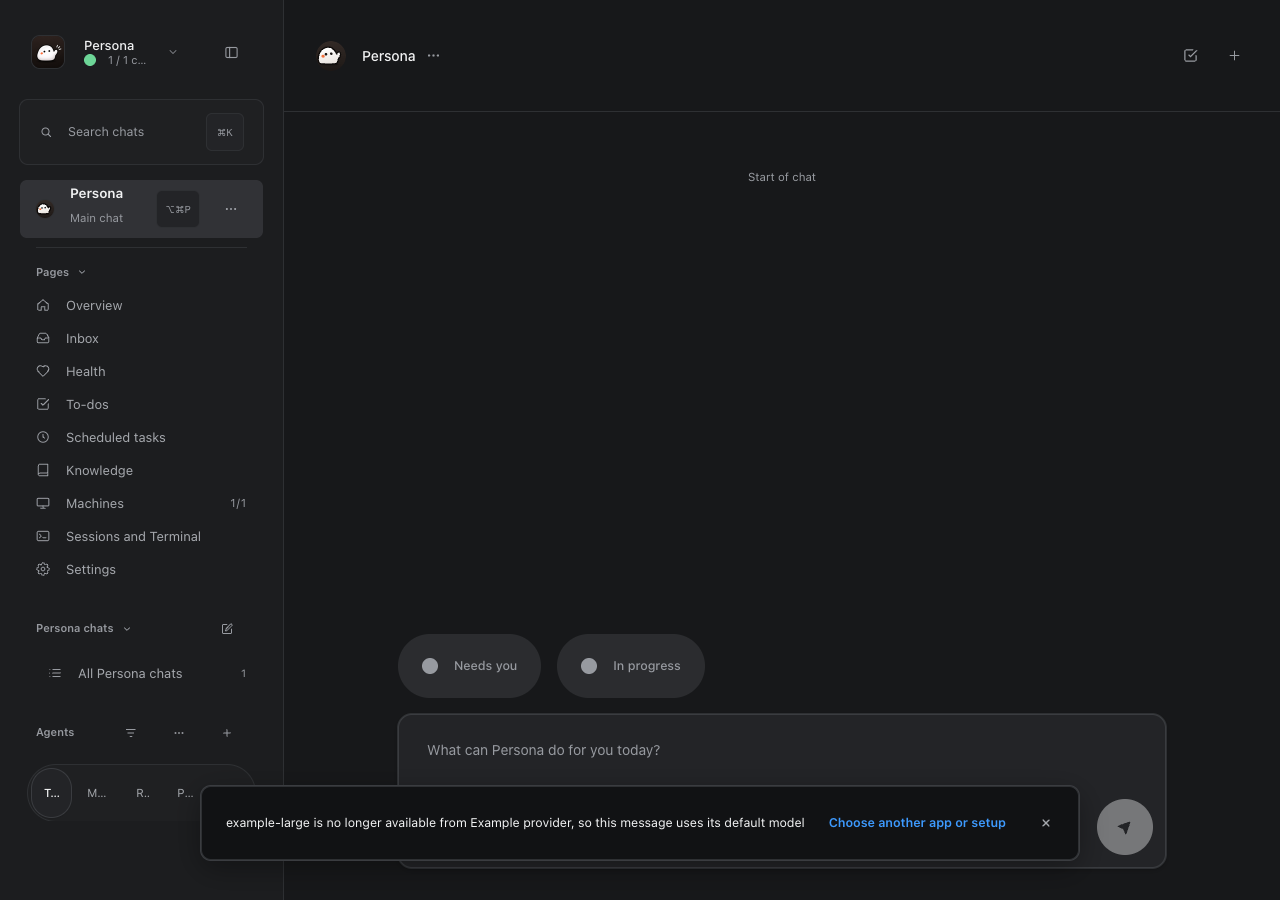 Persona
1 / 1 c...
Search chats
⌘K
Persona
Main chat
⌥⌘P
Pages
Overview
Inbox
Health
To-dos
Scheduled tasks
Knowledge
Machines
1/1
Sessions and Terminal
Settings
Persona chats
All Persona chats
1
Agents
T...
M...
R..
P...
Persona
Start of chat
Needs you
In progress
What can Persona do for you today?
example-large is no longer available from Example provider, so this message uses its default model
Choose another app or setup